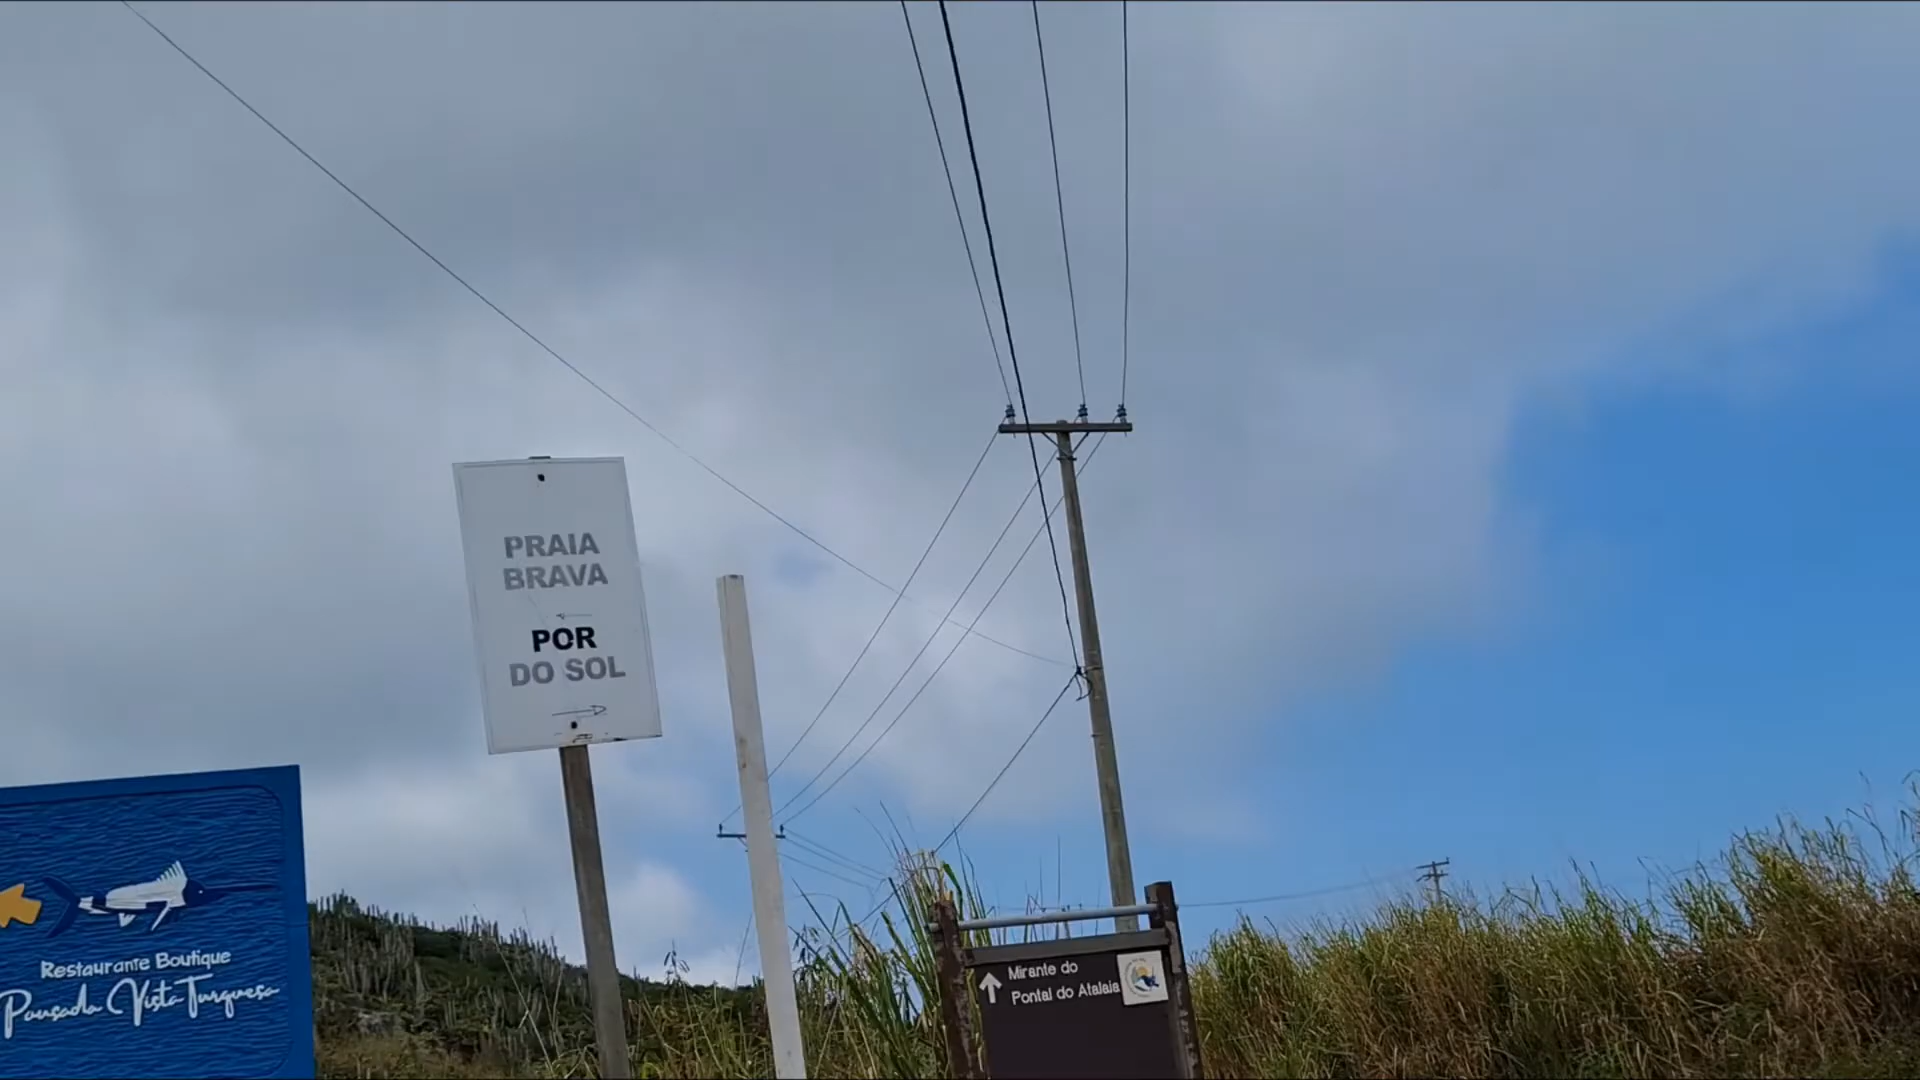 PRAIA
BRAVA
POR
DO SOL
Restaurante Boutique
Pousada Vista Turquesa
Mirante do
Pontal do Atalaia